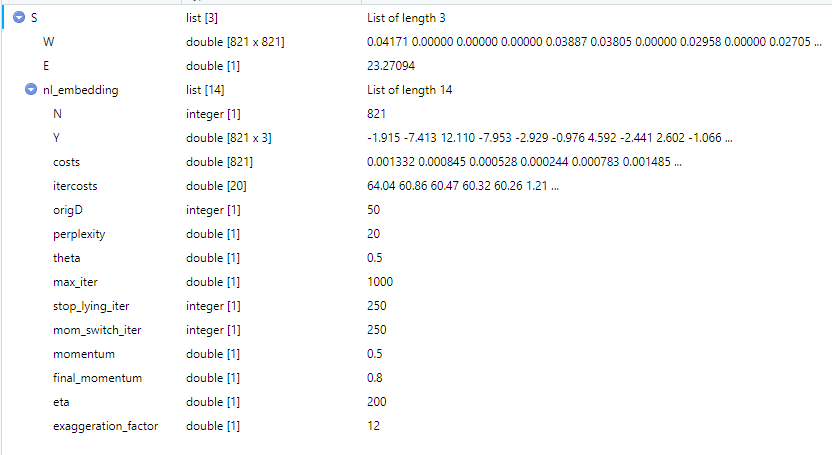 S list [3] List of length 3
W double [821 x 821] 0.04171 0.00000 0.00000 0.00000 0.03887 0.03805 0.00000 0.02958 0.00000 0.02705 ...
E double [1] 23.27094
nl_embedding list [14] List of length 14
N integer [1] 821
Y double [821 x 3] -1.915 -7.413 12.110 -7.953 -2.929 -0.976 4.592 -2.441 2.602 -1.066 ...
costs double [821] 0.001332 0.000845 0.000528 0.000244 0.000783 0.001485 ...
itercosts double [20] 64.04 60.86 60.47 60.32 60.26 1.21 ...
origD integer [1] 50
perplexity double [1] 20
theta double [1] 0.5
max_iter double [1] 1000
stop_lying_iter integer [1] 250
mom_switch_iter integer [1] 250
momentum double [1] 0.5
final_momentum double [1] 0.8
eta double [1] 200
exaggeration_factor double [1] 12